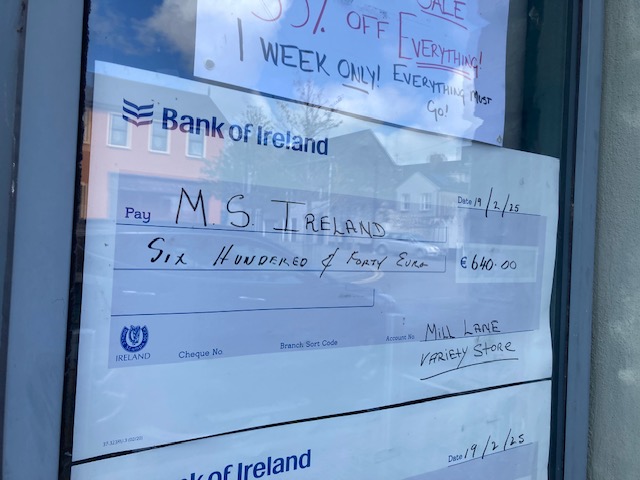 SALE
% OFF EVERYTHING!
1 WEEK ONLY! EVERYTHING MUST
GO!
Bank of Ireland
Date 19/2/25
Pay M.S. IRELAND
SIX HUNDERED & FORTY EURO
€ 640.00
IRELAND
Cheque No
Branch Sort Code
Account No
MILL LANE
VARIETY STORE
of Ireland
Date 19/2/25